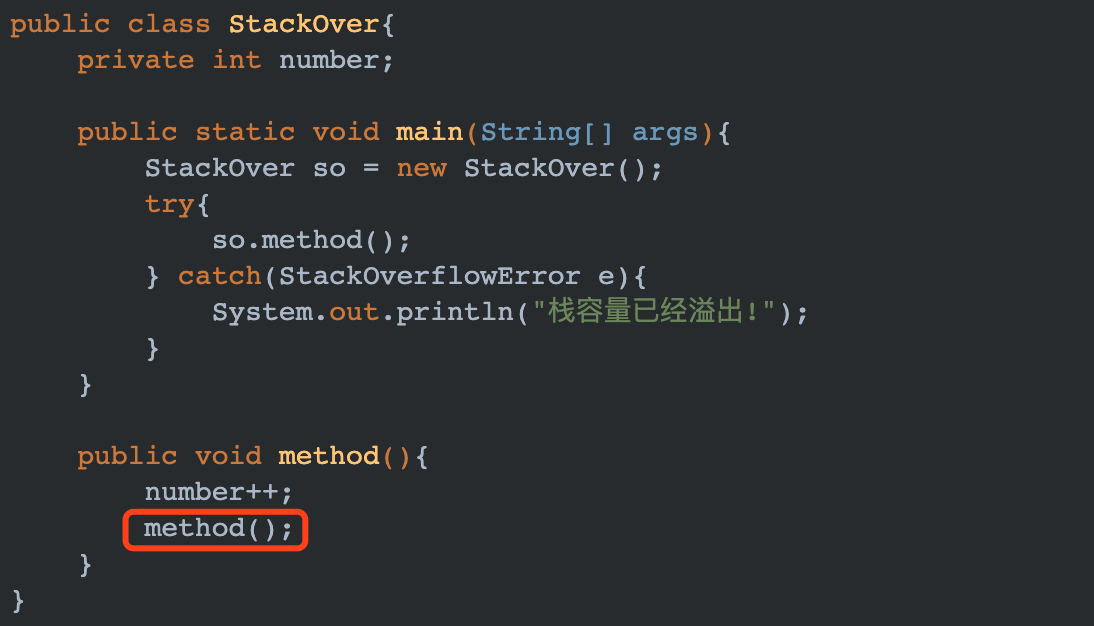 public class StackOver{
    private int number;

    public static void main(String[] args){
        StackOver so = new StackOver();
        try{
            so.method();
        } catch(StackOverflowError e){
            System.out.println("栈容量已经溢出!");
        }
    }

    public void method(){
        number++;
        method();
    }
}